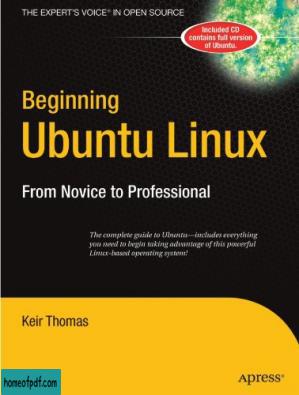 THE EXPERT'S VOICE® IN OPEN SOURCE
Included CD
contains full version
of Ubuntu.
Beginning
Ubuntu Linux
From Novice to Professional
The complete guide to Ubuntu—includes everything
you need to begin taking advantage of this powerful
Linux-based operating system!
Keir Thomas
homeofpdf.com
Apress®